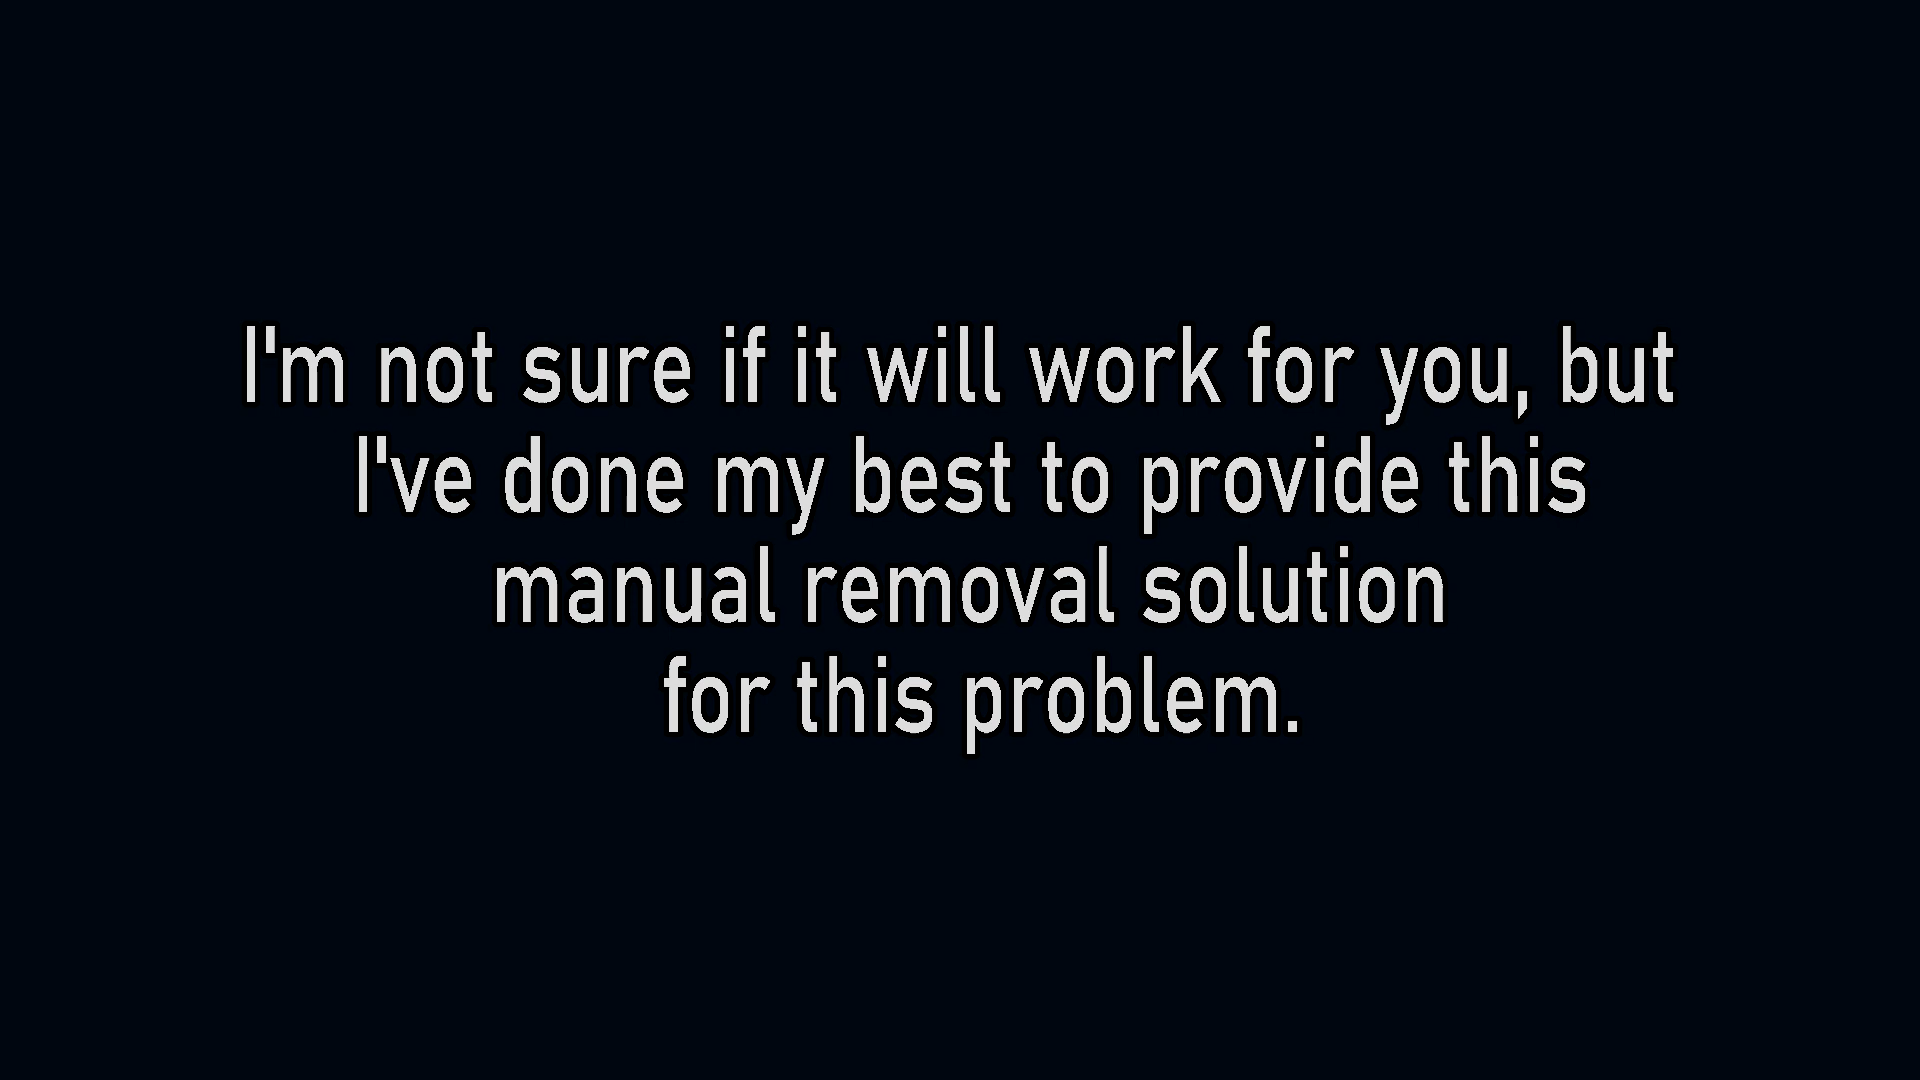 I'm not sure if it will work for you, but
I've done my best to provide this
manual removal solution
for this problem.